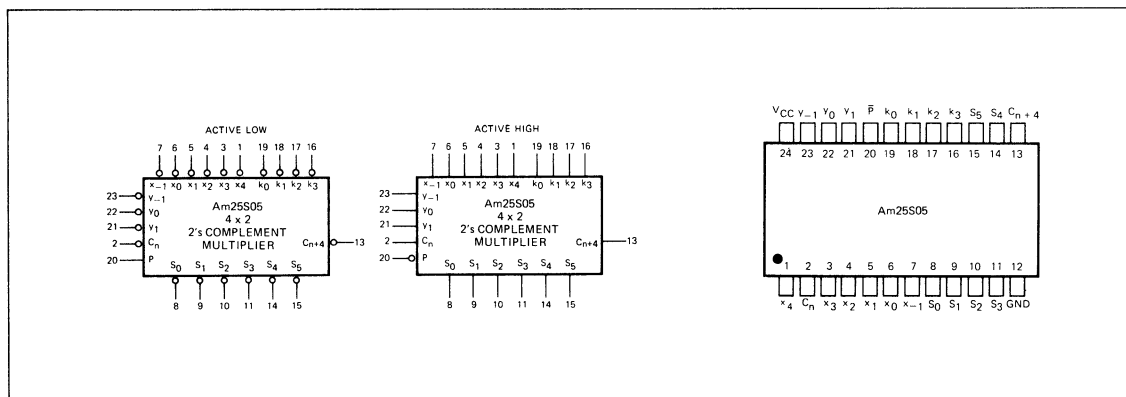 ACTIVE LOW
7 6 5 4 3 1 19 18 17 16
x₋₁ x₀ x₁ x₂ x₃ x₄ k₀ k₁ k₂ k₃
23 y₋₁
22 y₀
21 y₁
2 Cₙ
20 P
Am25S05
4 x 2
2's COMPLEMENT
MULTIPLIER
Cₙ₊₄ 13
S₀ S₁ S₂ S₃ S₄ S₅
8 9 10 11 14 15
ACTIVE HIGH
7 6 5 4 3 1 19 18 17 16
x₋₁ x₀ x₁ x₂ x₃ x₄ k₀ k₁ k₂ k₃
23 y₋₁
22 y₀
21 y₁
2 Cₙ
20 P
Am25S05
4 x 2
2's COMPLEMENT
MULTIPLIER
Cₙ₊₄ 13
S₀ S₁ S₂ S₃ S₄ S₅
8 9 10 11 14 15
V_CC y₋₁ y₀ y₁ P̅ k₀ k₁ k₂ k₃ S₅ S₄ Cₙ₊₄
24 23 22 21 20 19 18 17 16 15 14 13
Am25S05
1 2 3 4 5 6 7 8 9 10 11 12
x₄ Cₙ x₃ x₂ x₁ x₀ x₋₁ S₀ S₁ S₂ S₃ GND